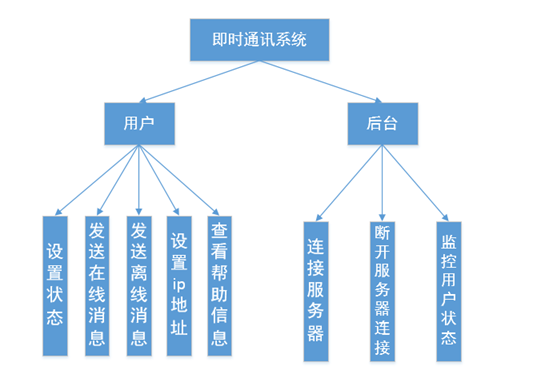 即时通讯系统
用户
后台
设置状态
发送在线消息
发送离线消息
设置ip地址
查看帮助信息
连接服务器
断开服务器连接
监控用户状态